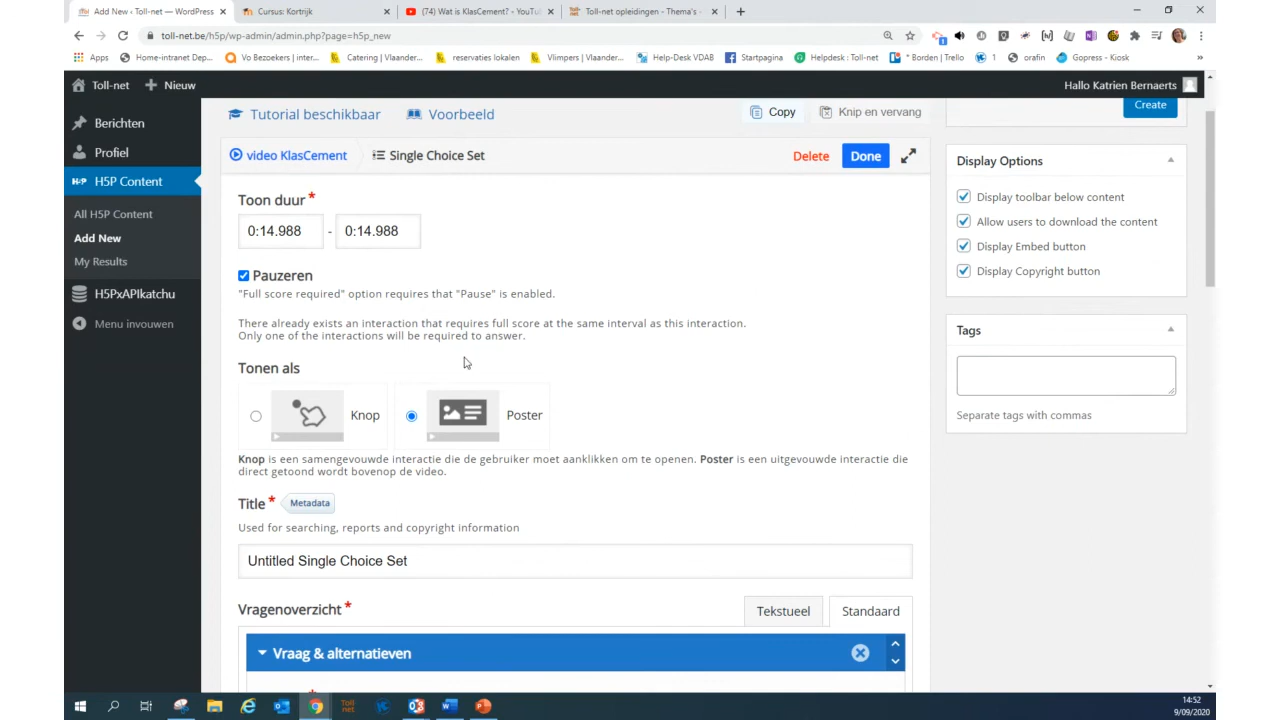 Add New ‹ Toll-net — WordPress
Cursus: Kortrijk
(74) Wat is KlasCement? - YouTu
Toll-net opleidingen - Thema's
toll-net.be/h5p/wp-admin/admin.php?page=h5p_new
Apps
Home-intranet Dep...
Vo Bezoekers | inter...
Catering | Vlaander...
reservaties lokalen
Vlimpers | Vlaander...
Help-Desk VDAB
Startpagina
Helpdesk : Toll-net
* Borden | Trello
1
orafin
Gopress - Kiosk
Toll-net
Nieuw
Hallo Katrien Bernaerts
Berichten
Profiel
H5P Content
All H5P Content
Add New
My Results
H5PxAPIkatchu
Menu invouwen
Tutorial beschikbaar
Voorbeeld
Copy
Knip en vervang
video KlasCement
Single Choice Set
Delete
Done
Toon duur *
0:14.988 - 0:14.988
Pauzeren
"Full score required" option requires that "Pause" is enabled.
There already exists an interaction that requires full score at the same interval as this interaction.
Only one of the interactions will be required to answer.
Tonen als
Knop
Poster
Knop is een samengevouwde interactie die de gebruiker moet aanklikken om te openen. Poster is een uitgevouwde interactie die
direct getoond wordt bovenop de video.
Title * Metadata
Used for searching, reports and copyright information
Untitled Single Choice Set
Vragenoverzicht *
Tekstueel
Standaard
Vraag & alternatieven
Create
Display Options
Display toolbar below content
Allow users to download the content
Display Embed button
Display Copyright button
Tags
Separate tags with commas
14:52
9/09/2020